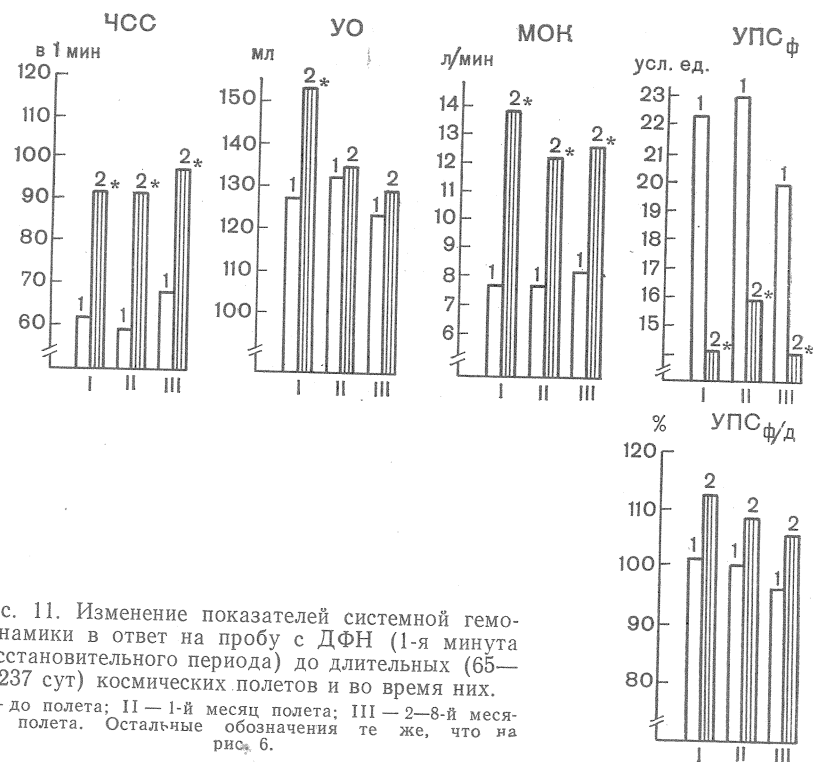 ЧСС
в 1 мин
120
110
100
90
80
70
60
1 2* 1 2* 1 2*
I II III
УО
мл
150
140
130
120
110
100
1 2* 1 2 1 2
I II III
МОК
л/мин
14
13
12
11
10
9
8
7
6
1 2* 1 2* 1 2*
I II III
УПСф
усл. ед.
23
22
21
20
19
18
17
16
15
1 2* 1 2* 1 2*
I II III
УПСф/д
%
120
110
100
90
80
1 2 1 2 1 2
I II III
с. 11. Изменение показателей системной гемо-
намики в ответ на пробу с ДФН (1-я минута
сстановительного периода) до длительных (65—
237 сут) космических полетов и во время них.
— до полета; II — 1-й месяц полета; III — 2—8-й меся-
полета. Остальные обозначения те же, что на
рис. 6.